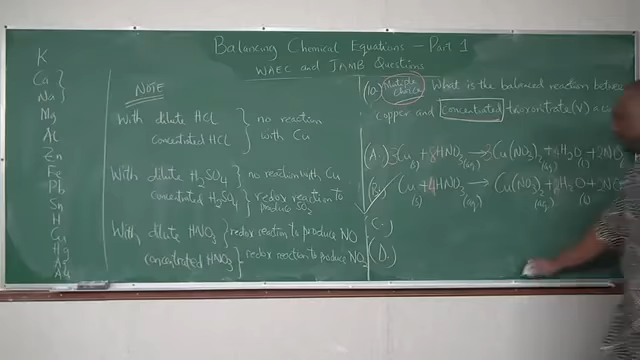 Balancing Chemical Equations - Part 1
WAEC and JAMB Questions
K
Ca
Na
Mg
Al
Zn
Fe
Pb
Sn
H
Cu
Hg
Ag
Au
NOTE
With dilute HCl
concentrated HCl
no reaction
with Cu
With dilute H₂SO₄ } no reaction with Cu
concentrated H₂SO₄ } redox reaction to
produce SO₂
With dilute HNO₃ } redox reaction to produce NO
concentrated HNO₃ } redox reaction to produce NO₂
(10.) Multiple choice What is the balanced reaction between
copper and concentrated trioxonitrate(V)
(A.) 3Cu(s) + 8HNO₃(aq) → 3Cu(NO₃)₂(aq) + 4H₂O(l) + 2NO
(B.) Cu(s) + 4HNO₃(aq) → Cu(NO₃)₂(aq) + 2H₂O(l) + 2NO
(C.)
(D.)